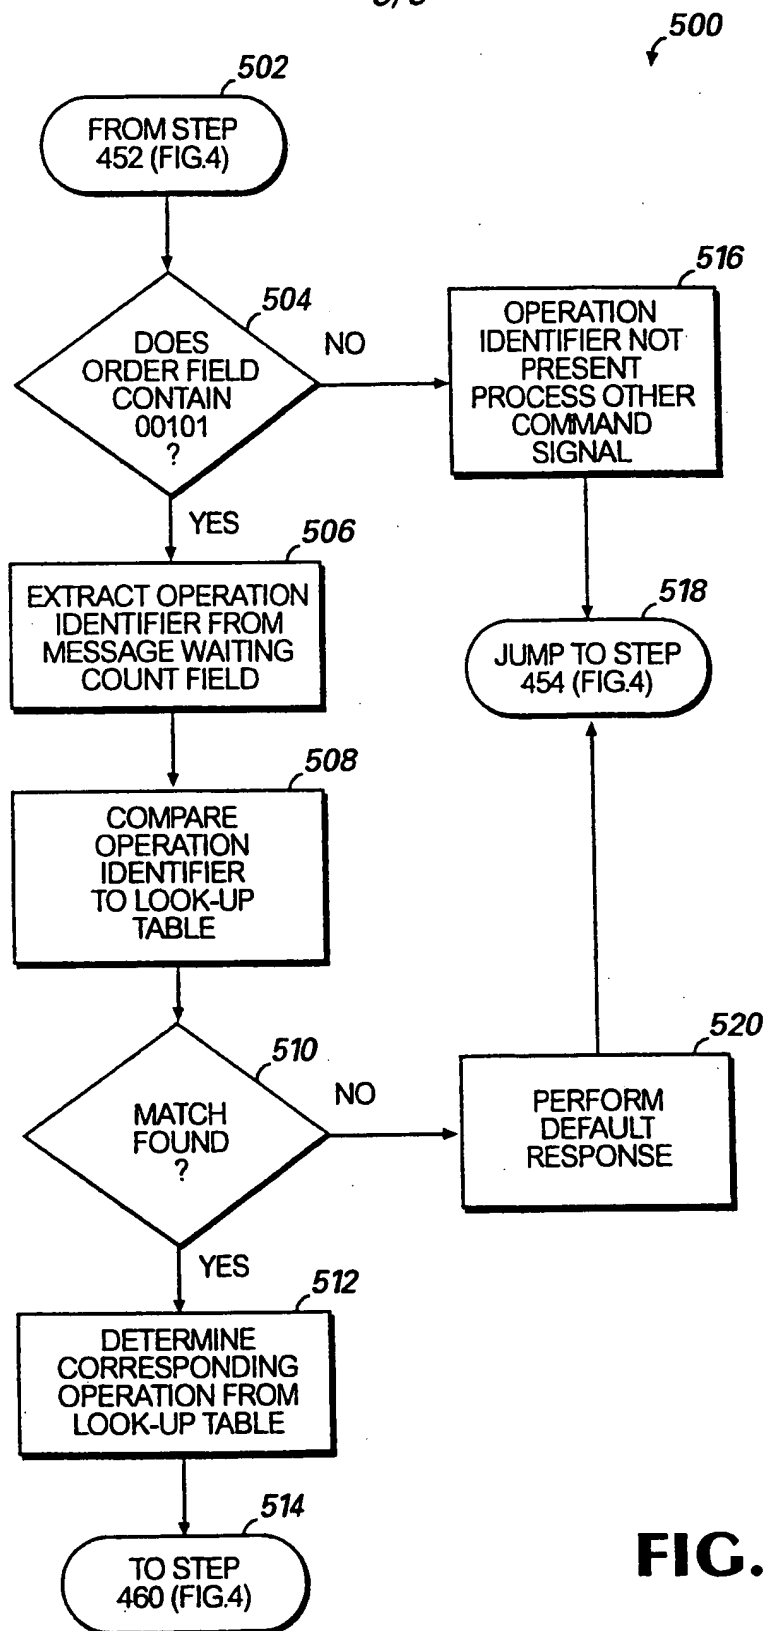 500
502
FROM STEP
452 (FIG.4)
504
DOES
ORDER FIELD
CONTAIN
00101
?
NO
516
OPERATION
IDENTIFIER NOT
PRESENT
PROCESS OTHER
COMMAND
SIGNAL
YES
506
EXTRACT OPERATION
IDENTIFIER FROM
MESSAGE WAITING
COUNT FIELD
518
JUMP TO STEP
454 (FIG.4)
508
COMPARE
OPERATION
IDENTIFIER
TO LOOK-UP
TABLE
510
MATCH
FOUND
?
NO
520
PERFORM
DEFAULT
RESPONSE
YES
512
DETERMINE
CORRESPONDING
OPERATION FROM
LOOK-UP TABLE
514
TO STEP
460 (FIG.4)
FIG.